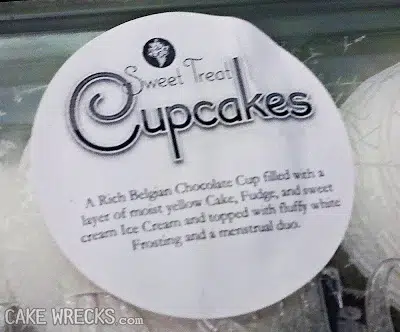 Sweet Treat
Cupcakes
A Rich Belgian Chocolate Cup filled with a
layer of moist yellow Cake, Fudge, and sweet
cream Ice Cream and topped with fluffy white
Frosting and a menstrual duo.
CAKE WRECKS.com